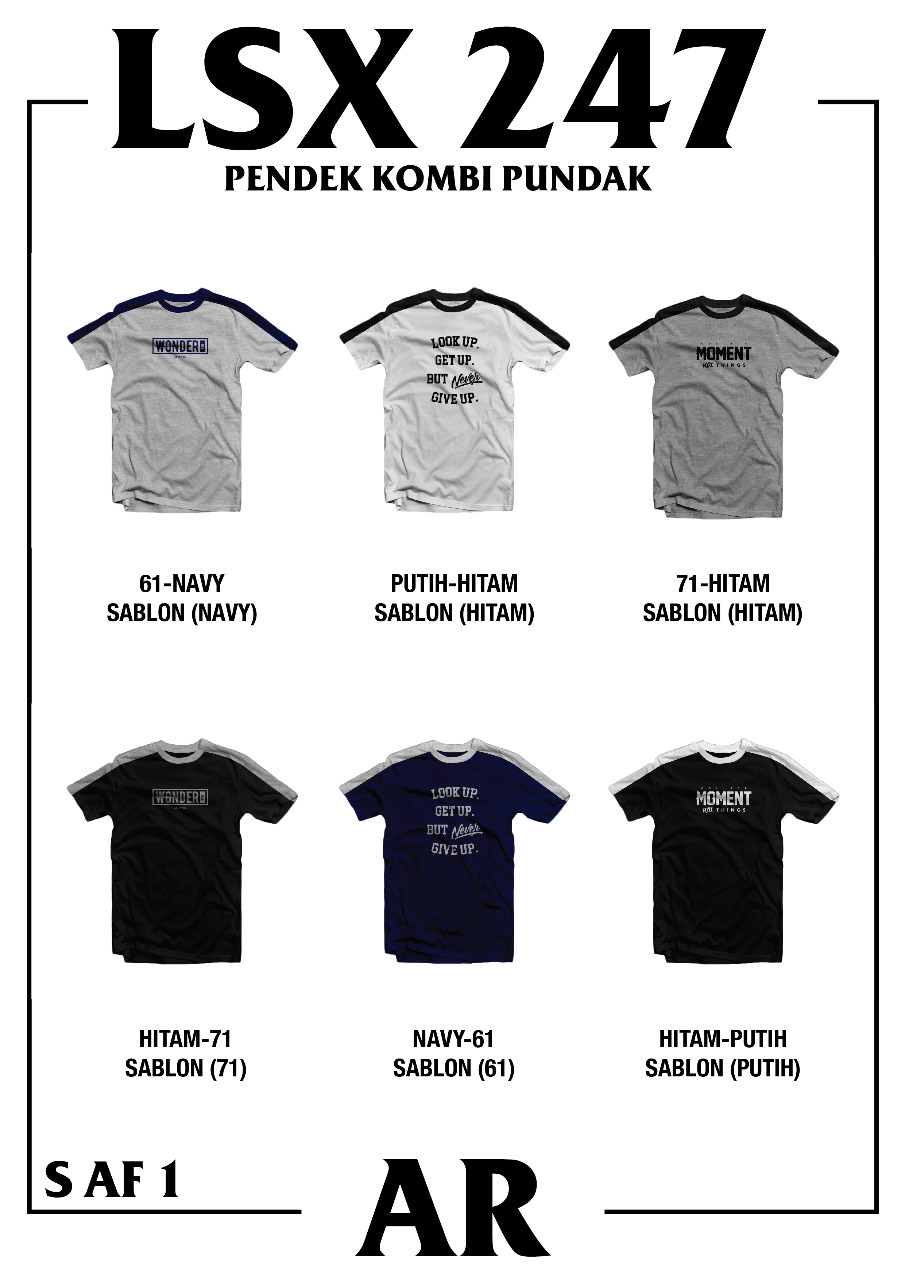 LSX 247
PENDEK KOMBI PUNDAK
WONDER
LOOK UP.
GET UP.
BUT Never
GIVE UP.
MOMENT
THINGS
61-NAVY
SABLON (NAVY)
PUTIH-HITAM
SABLON (HITAM)
71-HITAM
SABLON (HITAM)
WONDER
LOOK UP.
GET UP.
BUT Never
GIVE UP.
MOMENT
THINGS
HITAM-71
SABLON (71)
NAVY-61
SABLON (61)
HITAM-PUTIH
SABLON (PUTIH)
S AF 1
AR